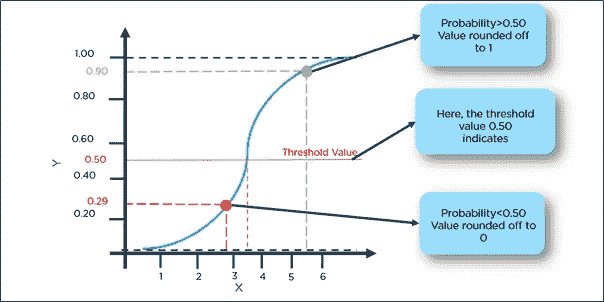 1.00
0.90
0.80
0.60
0.50
0.40
0.29
0.20
Y
1 2 3 4 5 6
X
Threshold Value
Probability>0.50
Value rounded off
to 1
Here, the threshold
value 0.50
indicates
Probability<0.50
Value rounded off to
0